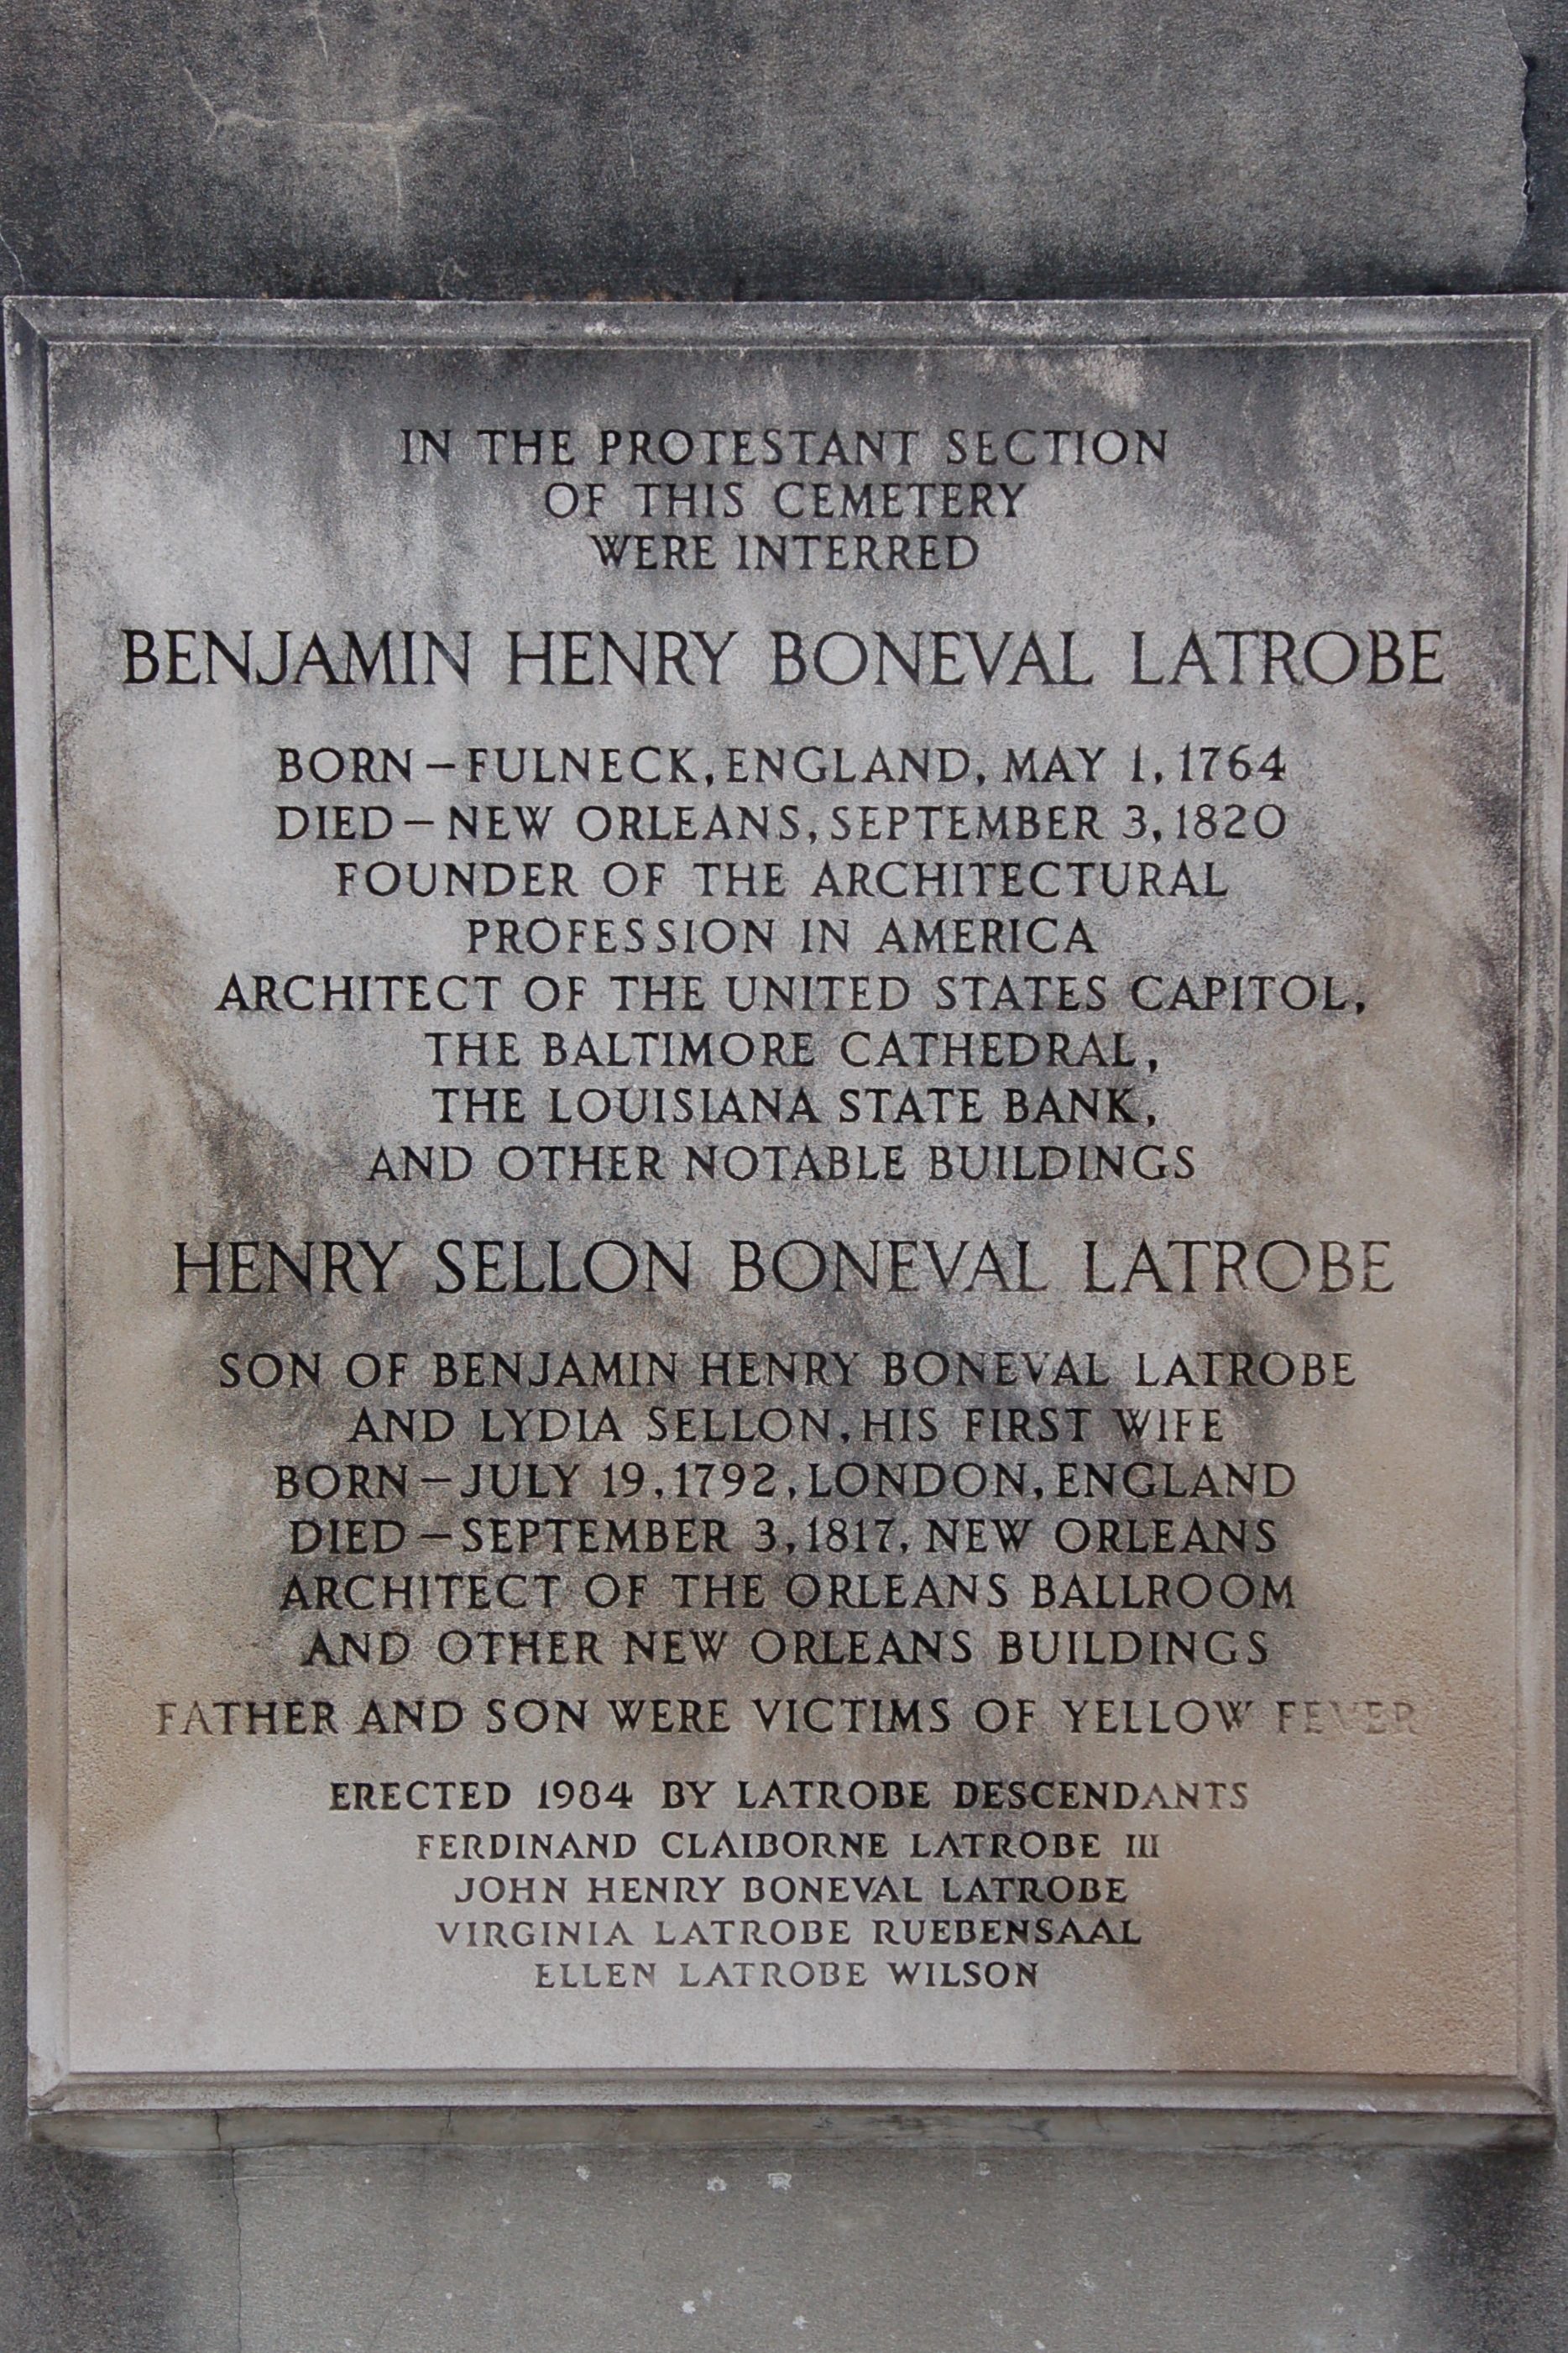 IN THE PROTESTANT SECTION
OF THIS CEMETERY
WERE INTERRED
BENJAMIN HENRY BONEVAL LATROBE
BORN – FULNECK, ENGLAND, MAY 1, 1764
DIED – NEW ORLEANS, SEPTEMBER 3, 1820
FOUNDER OF THE ARCHITECTURAL
PROFESSION IN AMERICA
ARCHITECT OF THE UNITED STATES CAPITOL,
THE BALTIMORE CATHEDRAL,
THE LOUISIANA STATE BANK,
AND OTHER NOTABLE BUILDINGS
HENRY SELLON BONEVAL LATROBE
SON OF BENJAMIN HENRY BONEVAL LATROBE
AND LYDIA SELLON, HIS FIRST WIFE
BORN – JULY 19, 1792, LONDON, ENGLAND
DIED – SEPTEMBER 3, 1817, NEW ORLEANS
ARCHITECT OF THE ORLEANS BALLROOM
AND OTHER NEW ORLEANS BUILDINGS
FATHER AND SON WERE VICTIMS OF YELLOW FEVER
ERECTED 1984 BY LATROBE DESCENDANTS
FERDINAND CLAIBORNE LATROBE III
JOHN HENRY BONEVAL LATROBE
VIRGINIA LATROBE RUEBENSAAL
ELLEN LATROBE WILSON